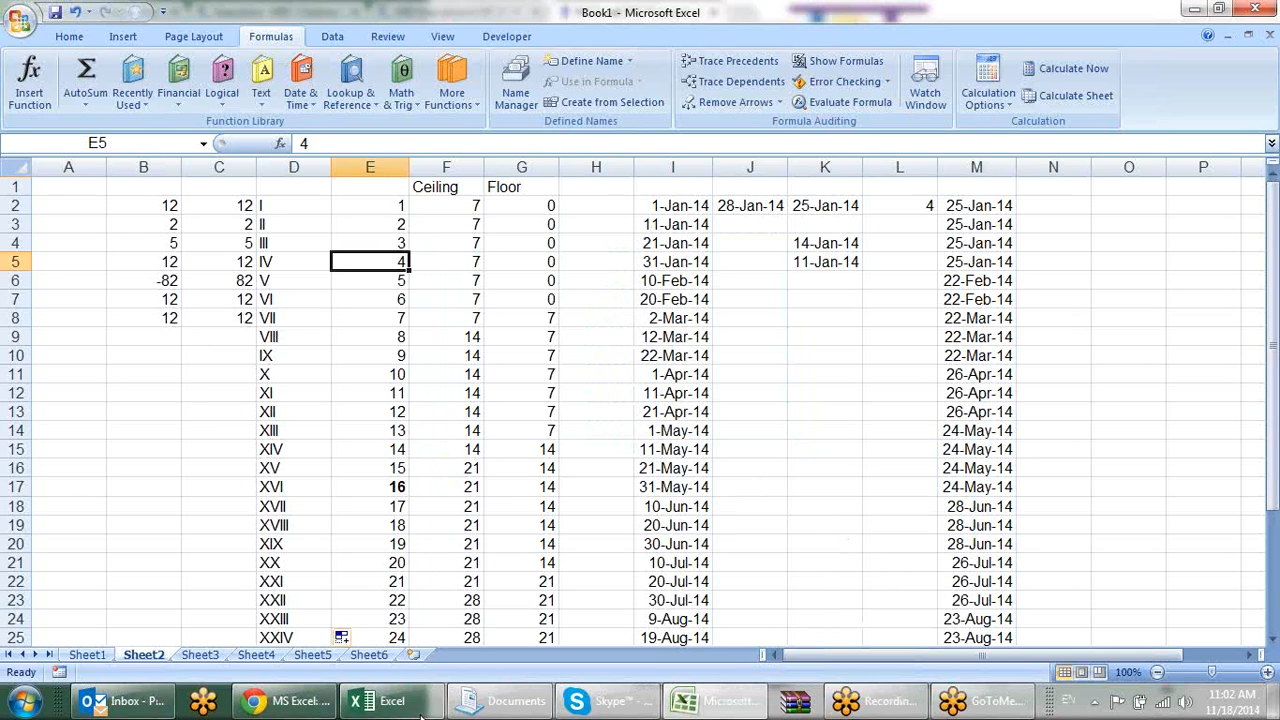 Book1 - Microsoft Excel
Home Insert Page Layout Formulas Data Review View Developer
fx Insert Function
Σ AutoSum
Recently Used
Financial
Logical
Text
Date & Time
Lookup & Reference
Math & Trig
More Functions
Function Library
Name Manager
Define Name
Use in Formula
Create from Selection
Defined Names
Trace Precedents
Trace Dependents
Remove Arrows
Show Formulas
Error Checking
Evaluate Formula
Formula Auditing
Watch Window
Calculation Options
Calculate Now
Calculate Sheet
Calculation
E5 fx 4
A B C D E F G H I J K L M N O P
1 Ceiling Floor
2 12 12 I 1 7 0 1-Jan-14 28-Jan-14 25-Jan-14 4 25-Jan-14
3 2 2 II 2 7 0 11-Jan-14 25-Jan-14
4 5 5 III 3 7 0 21-Jan-14 14-Jan-14 25-Jan-14
5 12 12 IV 4 7 0 31-Jan-14 11-Jan-14 25-Jan-14
6 -82 82 V 5 7 0 10-Feb-14 22-Feb-14
7 12 12 VI 6 7 0 20-Feb-14 22-Feb-14
8 12 12 VII 7 7 7 2-Mar-14 22-Mar-14
9 VIII 8 14 7 12-Mar-14 22-Mar-14
10 IX 9 14 7 22-Mar-14 22-Mar-14
11 X 10 14 7 1-Apr-14 26-Apr-14
12 XI 11 14 7 11-Apr-14 26-Apr-14
13 XII 12 14 7 21-Apr-14 26-Apr-14
14 XIII 13 14 7 1-May-14 24-May-14
15 XIV 14 14 14 11-May-14 24-May-14
16 XV 15 21 14 21-May-14 24-May-14
17 XVI 16 21 14 31-May-14 24-May-14
18 XVII 17 21 14 10-Jun-14 28-Jun-14
19 XVIII 18 21 14 20-Jun-14 28-Jun-14
20 XIX 19 21 14 30-Jun-14 28-Jun-14
21 XX 20 21 14 10-Jul-14 26-Jul-14
22 XXI 21 21 21 20-Jul-14 26-Jul-14
23 XXII 22 28 21 30-Jul-14 26-Jul-14
24 XXIII 23 28 21 9-Aug-14 23-Aug-14
25 XXIV 24 28 21 19-Aug-14 23-Aug-14
Sheet1 Sheet2 Sheet3 Sheet4 Sheet5 Sheet6
Ready 100%
Inbox - P... MS Excel: ... Excel Documents Skype™ - ... Microsoft... Recordin... GoToMe... EN 11:02 AM
11/18/2014